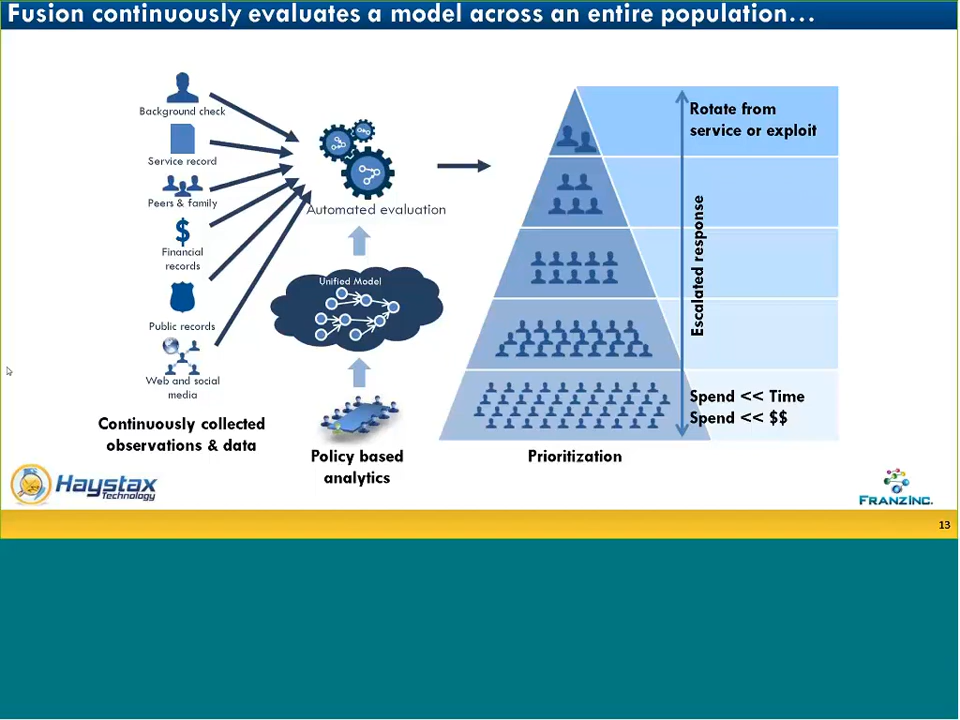 Fusion continuously evaluates a model across an entire population...
Background check
Service record
Peers & family
$
Financial
records
Public records
Web and social
media
Continuously collected
observations & data
Automated evaluation
Unified Model
Policy based
analytics
Rotate from
service or exploit
Escalated response
Spend << Time
Spend << $$
Prioritization
Haystax
Technology
FRANZ INC.
13